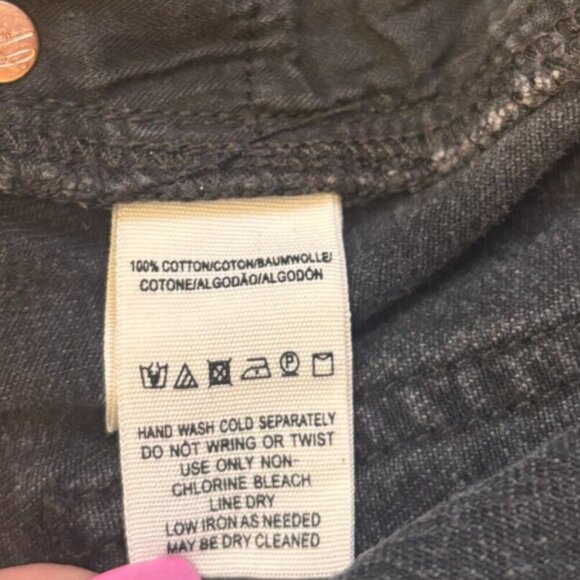 100% COTTON/COTON/BAUMWOLLE/
COTONE/ALGODÃO/ALGODÓN
P
HAND WASH COLD SEPARATELY
DO NOT WRING OR TWIST
USE ONLY NON-
CHLORINE BLEACH
LINE DRY
LOW IRON AS NEEDED
MAY BE DRY CLEANED